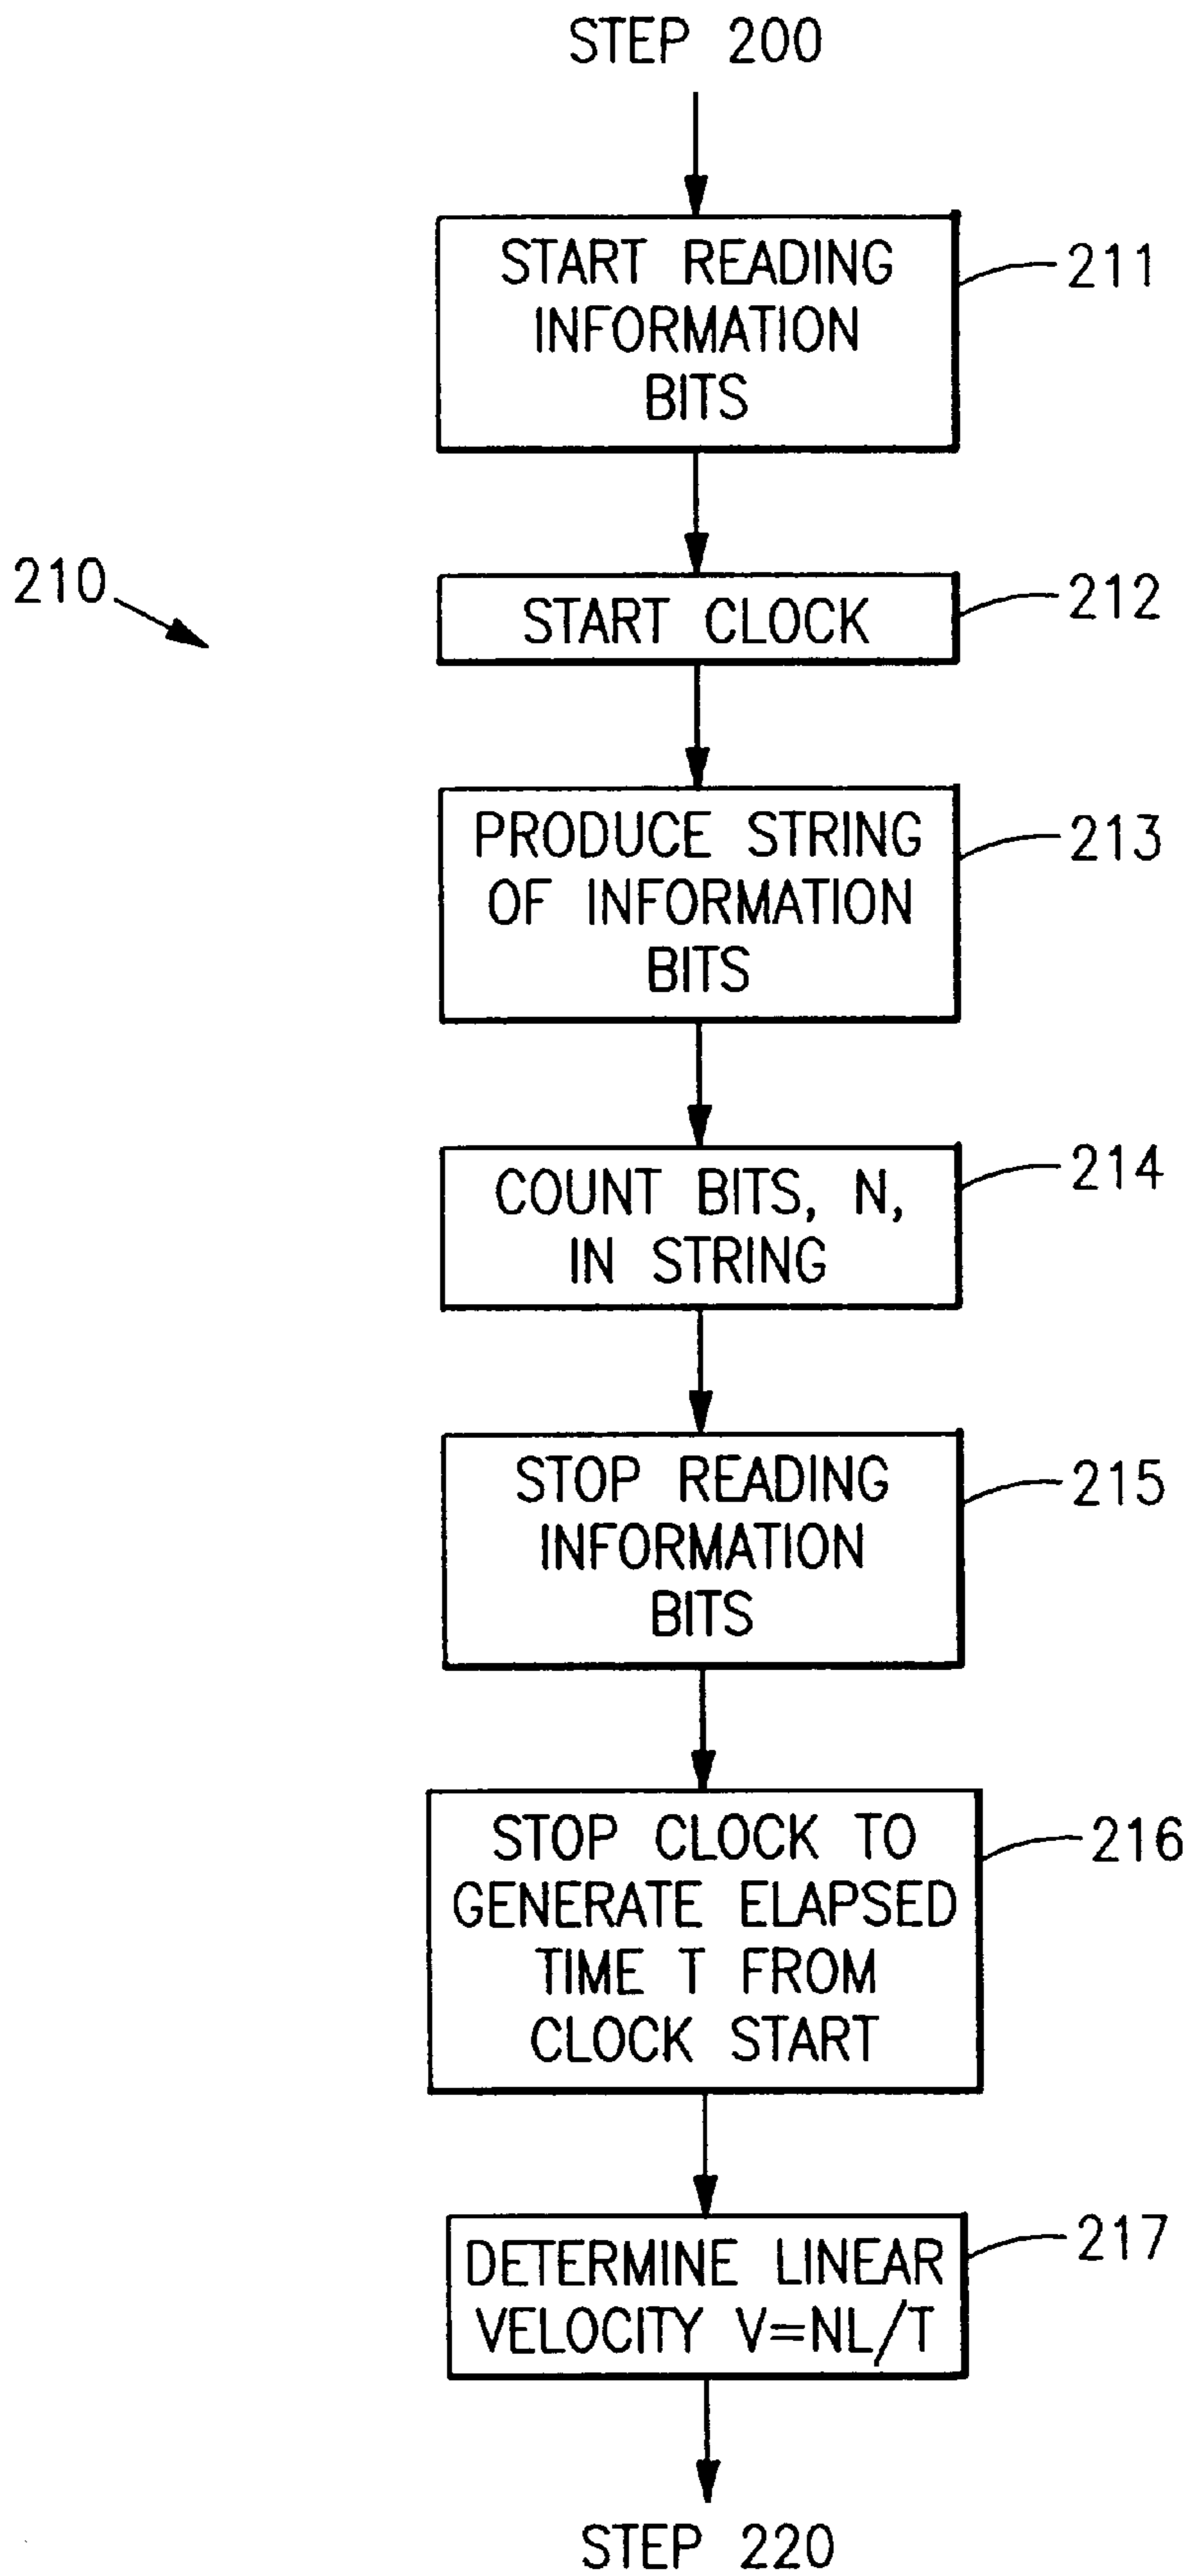 STEP 200
START READING
INFORMATION
BITS
211
210
START CLOCK
212
PRODUCE STRING
OF INFORMATION
BITS
213
COUNT BITS, N,
IN STRING
214
STOP READING
INFORMATION
BITS
215
STOP CLOCK TO
GENERATE ELAPSED
TIME T FROM
CLOCK START
216
DETERMINE LINEAR
VELOCITY V=NL/T
217
STEP 220